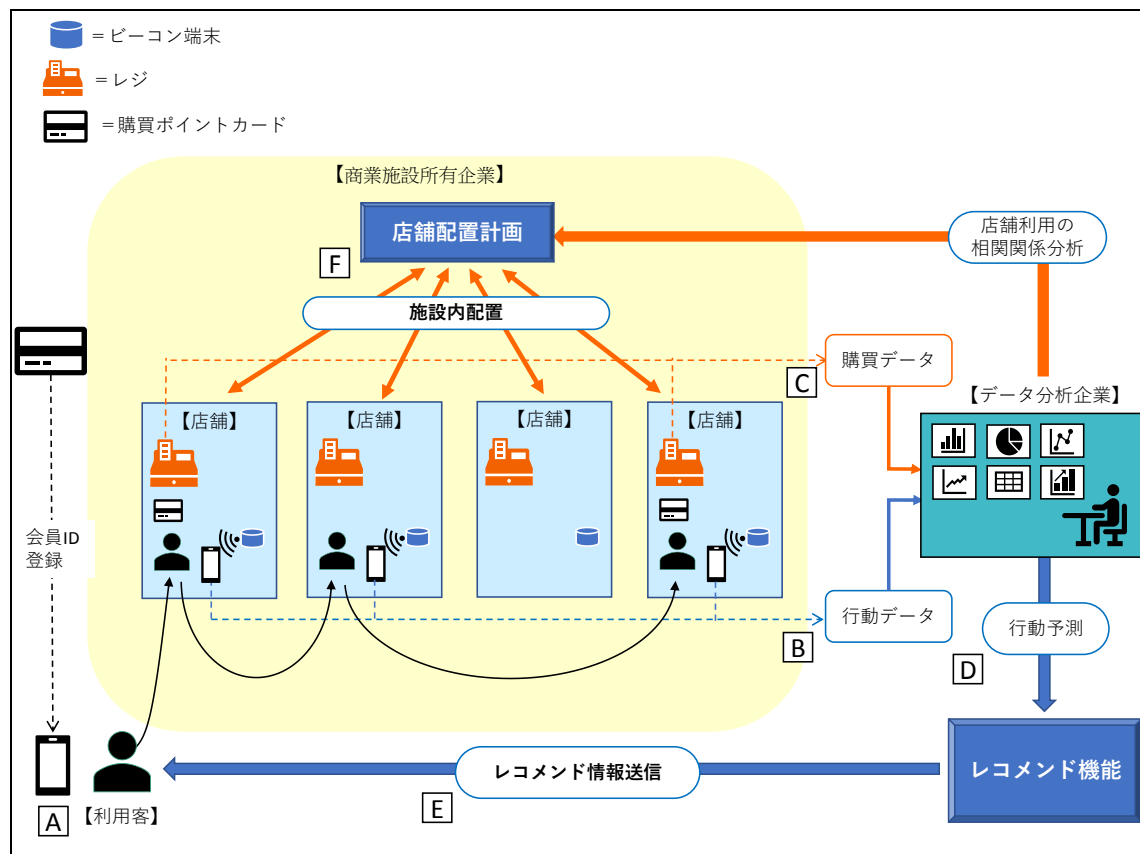 ＝ビーコン端末
＝レジ
＝購買ポイントカード
【商業施設所有企業】
店舗配置計画
店舗利用の
相関関係分析
F
施設内配置
購買データ
C
【データ分析企業】
【店舗】
【店舗】
【店舗】
【店舗】
会員ID
登録
行動データ
B
行動予測
D
レコメンド情報送信
レコメンド機能
E
A
【利用客】